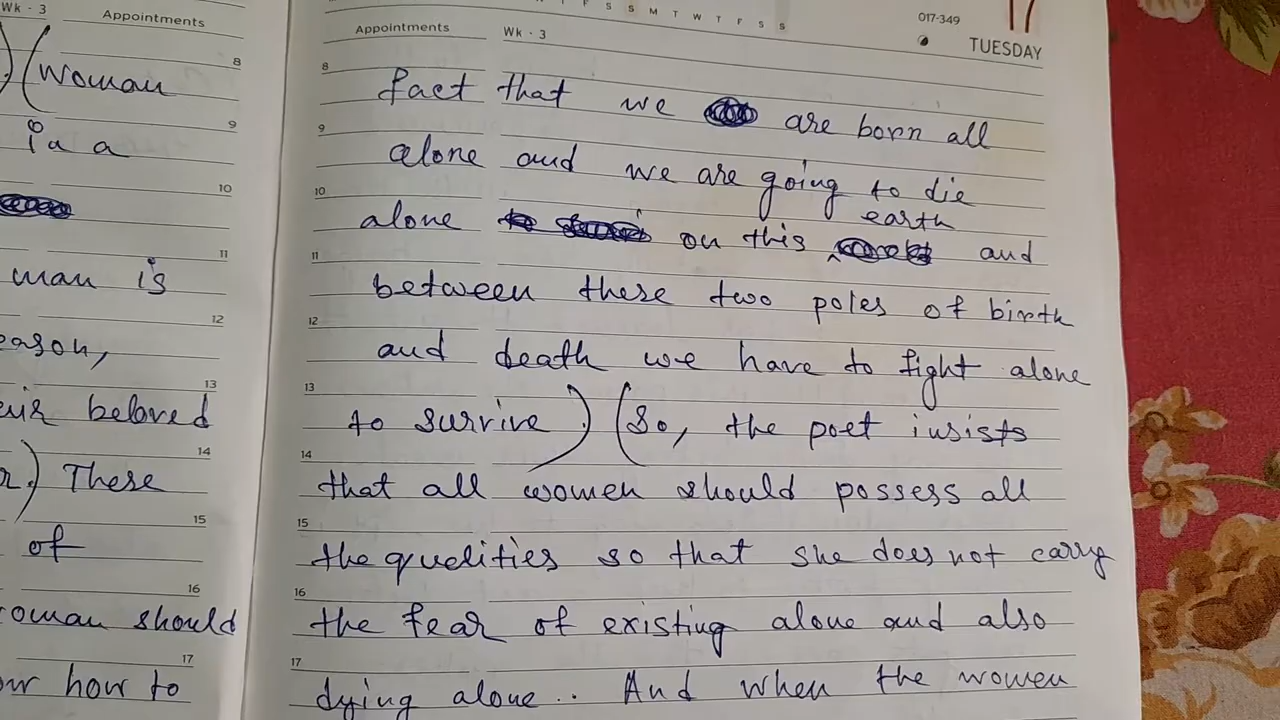 Wk - 3 Appointments
8
) (Woman
9
is a
10
11
man is
12
13
beloved
14
) These
15
of
16
should
17
how to
T F S S M T W T F S S
017-349
17
TUESDAY
Appointments Wk - 3
8
fact that we are born all
9
alone and we are going to die
10
earth
alone on this ^ and
11
between these two poles of birth
12
and death we have to fight alone
13
to survive) (So, the poet insists
14
that all women should possess all
15
the qualities so that she does not carry
16
the fear of existing alone and also
17
dying alone.. And when the women